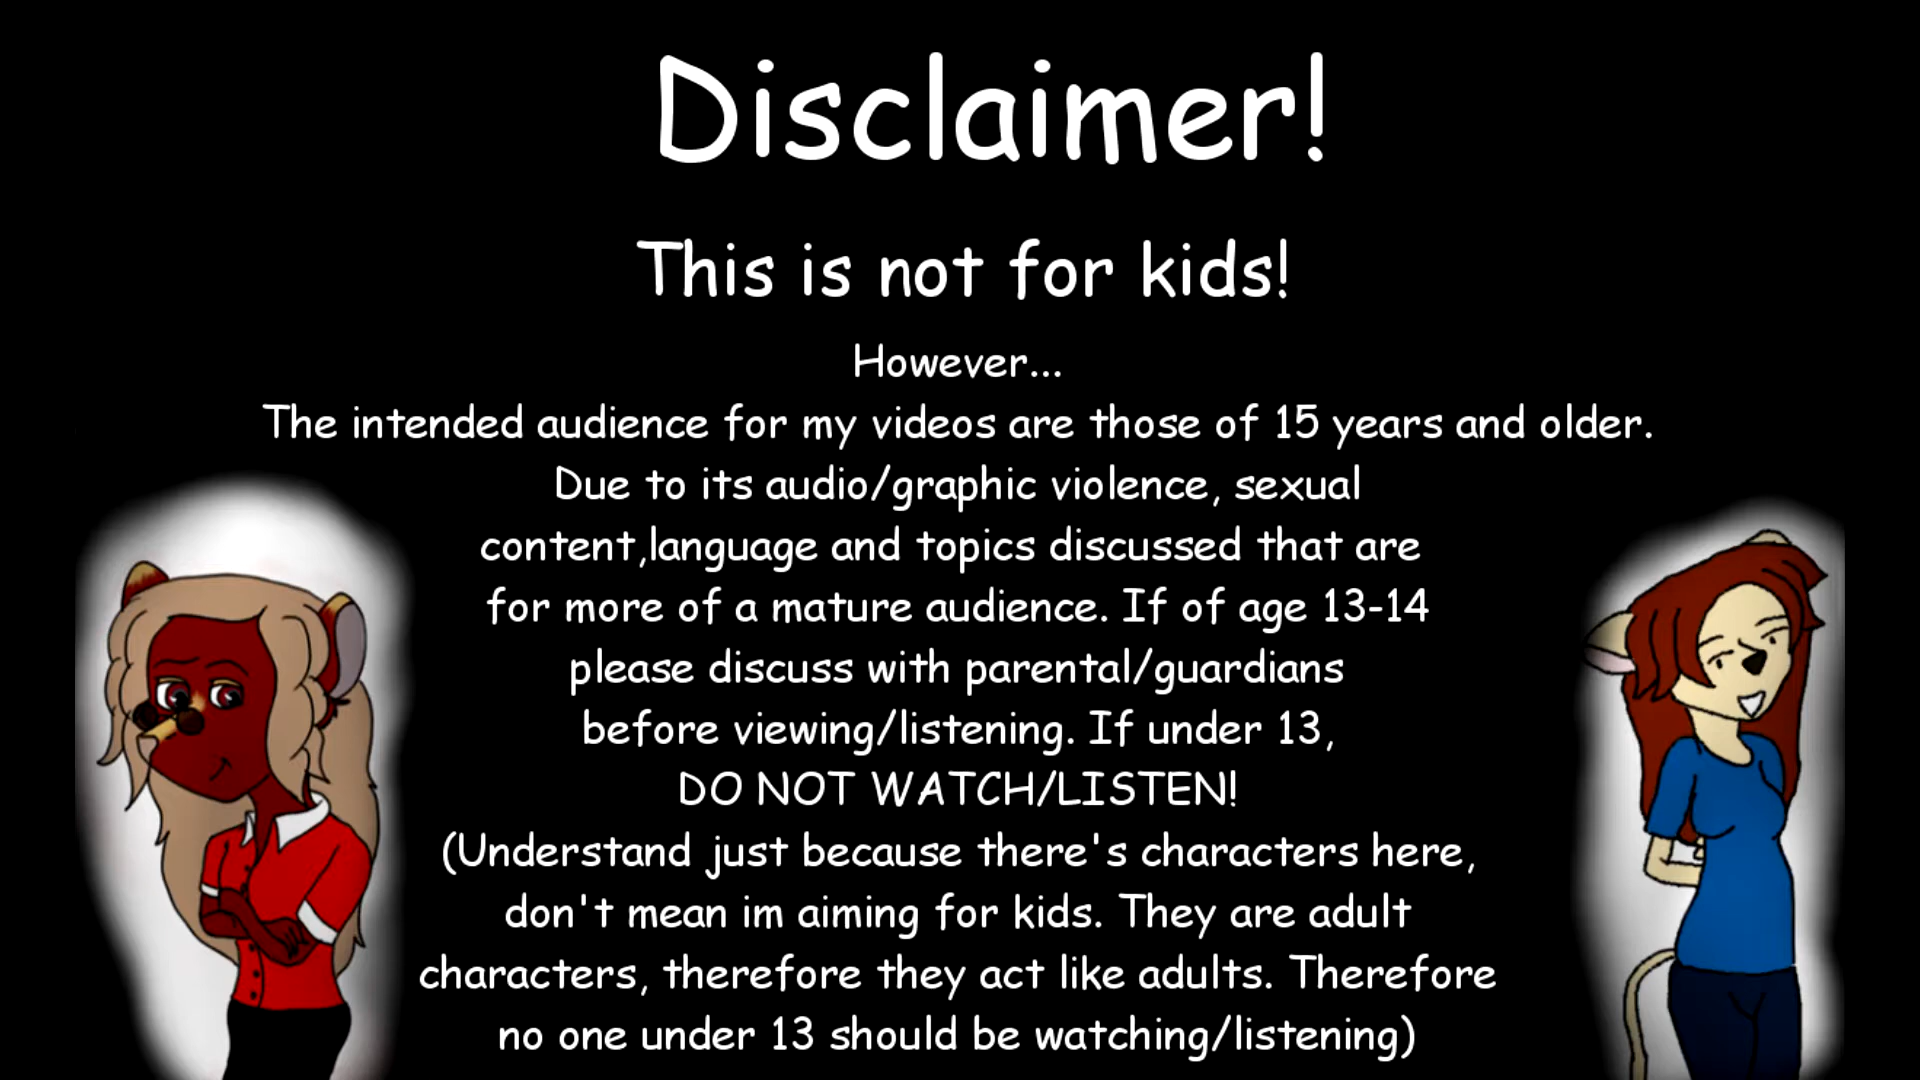 Disclaimer!
This is not for kids!
However...
The intended audience for my videos are those of 15 years and older.
Due to its audio/graphic violence, sexual
content,language and topics discussed that are
for more of a mature audience. If of age 13-14
please discuss with parental/guardians
before viewing/listening. If under 13,
DO NOT WATCH/LISTEN!
(Understand just because there's characters here,
don't mean im aiming for kids. They are adult
characters, therefore they act like adults. Therefore
no one under 13 should be watching/listening)